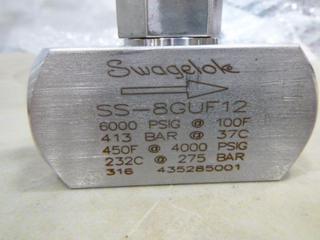 Swagelok
SS-8GUF12
6000 PSIG @ 100F
413 BAR @ 37C
450F @ 4000 PSIG
232C @ 275 BAR
316 435285001